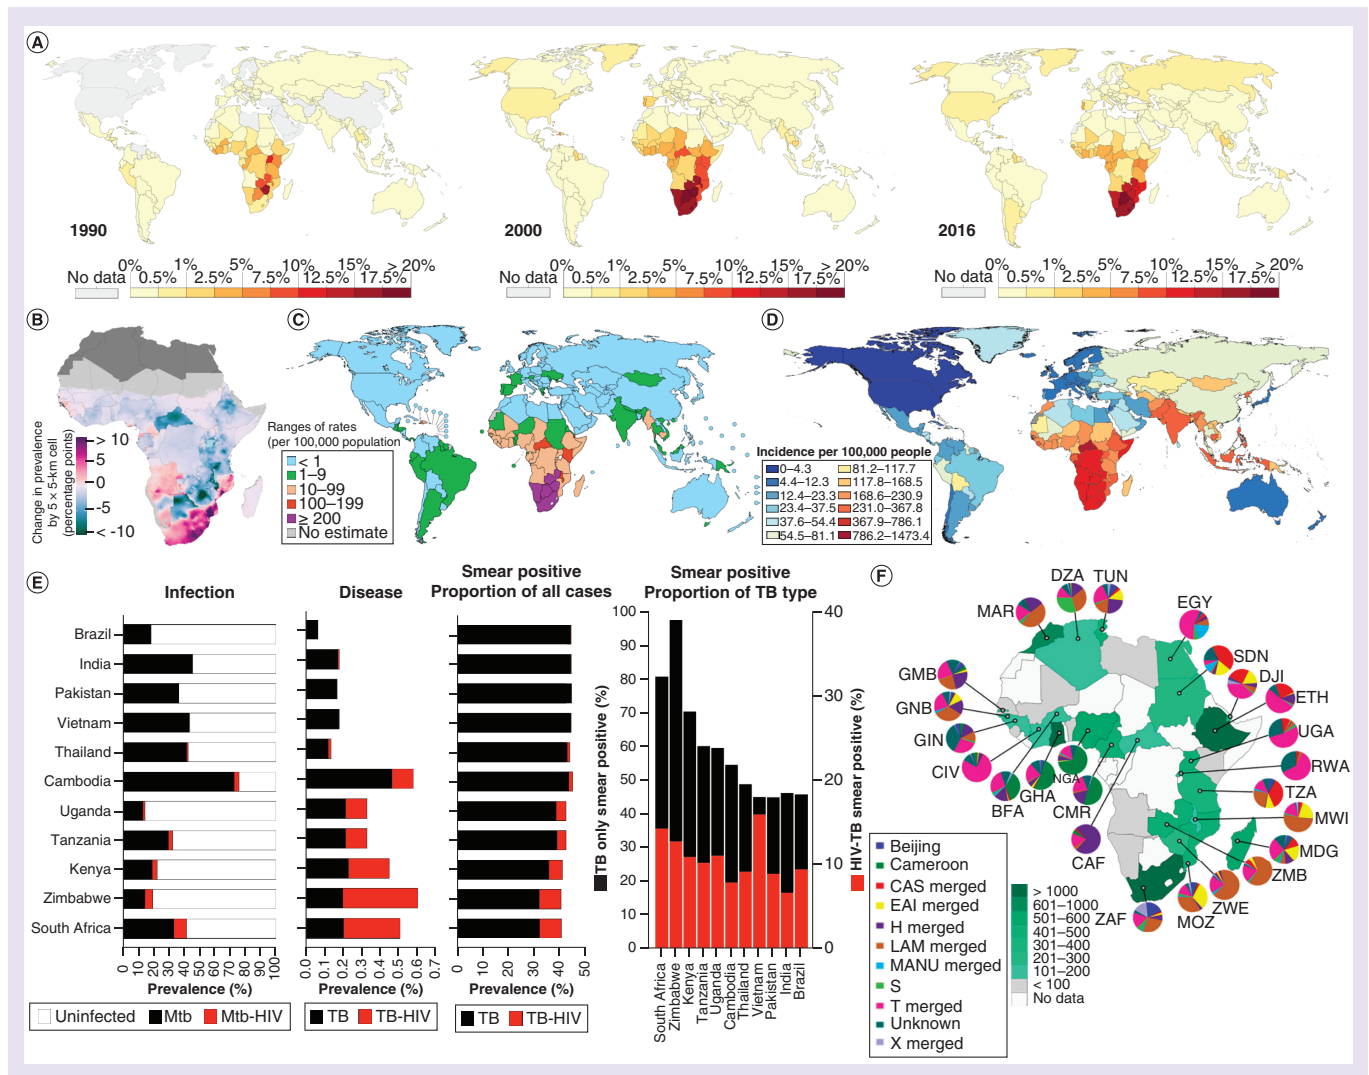 A
1990
2000
2016
No data
0%
0.5%
1%
2.5%
5%
7.5%
10%
12.5%
15%
17.5%
> 20%
No data
0%
0.5%
1%
2.5%
5%
7.5%
10%
12.5%
15%
17.5%
> 20%
No data
0%
0.5%
1%
2.5%
5%
7.5%
10%
12.5%
15%
17.5%
> 20%
B
Change in prevalence
by 5 × 5-km cell
(percentage points)
> 10
5
0
-5
< -10
C
Ranges of rates
(per 100,000 population
< 1
1–9
10–99
100–199
≥ 200
No estimate
D
Incidence per 100,000 people
0–4.3
4.4–12.3
12.4–23.3
23.4–37.5
37.6–54.4
54.5–81.1
81.2–117.7
117.8–168.5
168.6–230.9
231.0–367.8
367.9–786.1
786.2–1473.4
E
Infection
Brazil
India
Pakistan
Vietnam
Thailand
Cambodia
Uganda
Tanzania
Kenya
Zimbabwe
South Africa
0 10 20 30 40 50 60 70 80 90 100
Prevalence (%)
Uninfected Mtb Mtb-HIV
Disease
0.0 0.1 0.2 0.3 0.4 0.5 0.6 0.7
Prevalence (%)
TB TB-HIV
Smear positive
Proportion of all cases
0 10 20 30 40 50
Prevalence (%)
TB TB-HIV
Smear positive
Proportion of TB type
TB only smear positive (%)
100
90
80
70
60
50
40
30
20
10
0
40
30
20
10
0
HIV-TB smear positive (%)
South Africa
Zimbabwe
Kenya
Tanzania
Uganda
Cambodia
Thailand
Vietnam
Pakistan
India
Brazil
F
DZA
TUN
MAR
EGY
SDN
DJI
ETH
UGA
RWA
TZA
MWI
MDG
ZMB
ZWE
MOZ
ZAF
CAF
CMR
NGA
GHA
BFA
CIV
GIN
GNB
GMB
Beijing
Cameroon
CAS merged
EAI merged
H merged
LAM merged
MANU merged
S
T merged
Unknown
X merged
> 1000
601–1000
501–600
401–500
301–400
201–300
101–200
< 100
No data